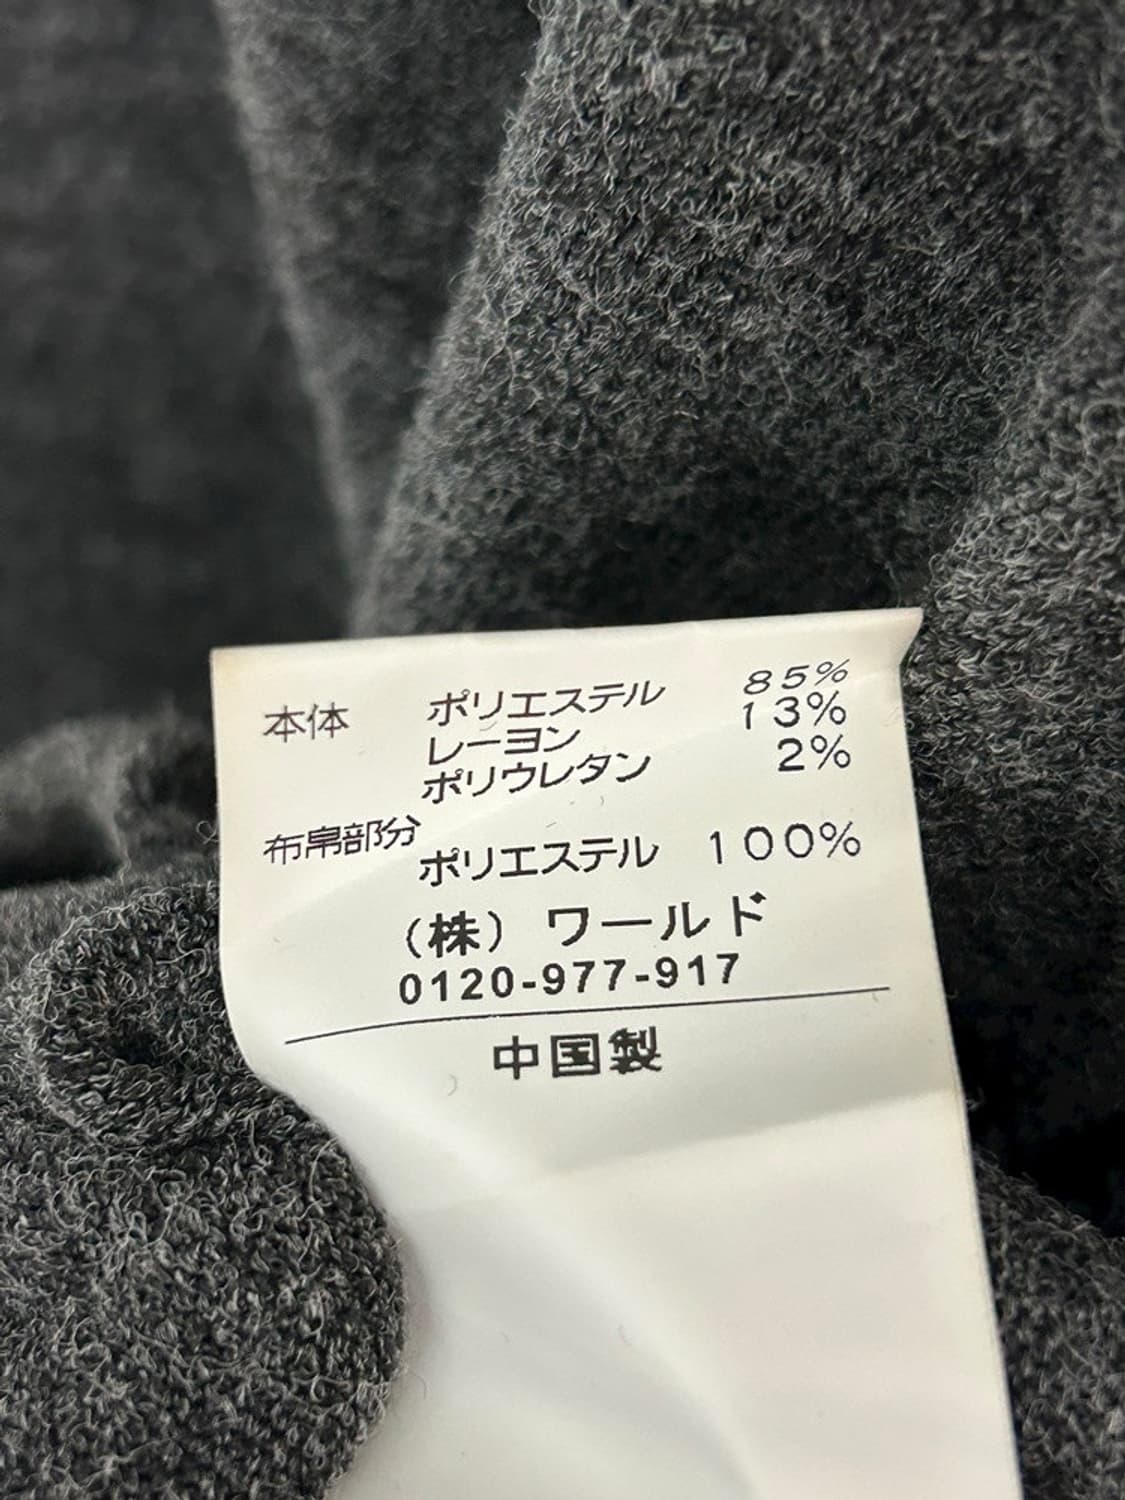 本体 ポリエステル 85%
レーヨン 13%
ポリウレタン 2%
布帛部分
ポリエステル 100%
(株) ワールド
0120-977-917
中国製